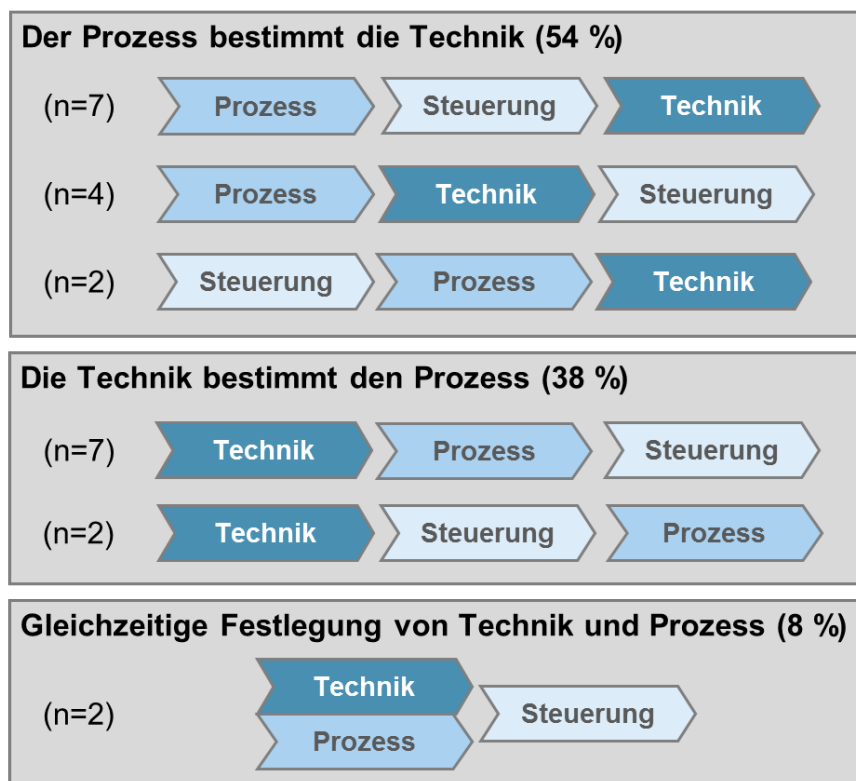 Der Prozess bestimmt die Technik (54 %)
(n=7) Prozess Steuerung Technik
(n=4) Prozess Technik Steuerung
(n=2) Steuerung Prozess Technik
Die Technik bestimmt den Prozess (38 %)
(n=7) Technik Prozess Steuerung
(n=2) Technik Steuerung Prozess
Gleichzeitige Festlegung von Technik und Prozess (8 %)
Technik
(n=2) Steuerung
Prozess